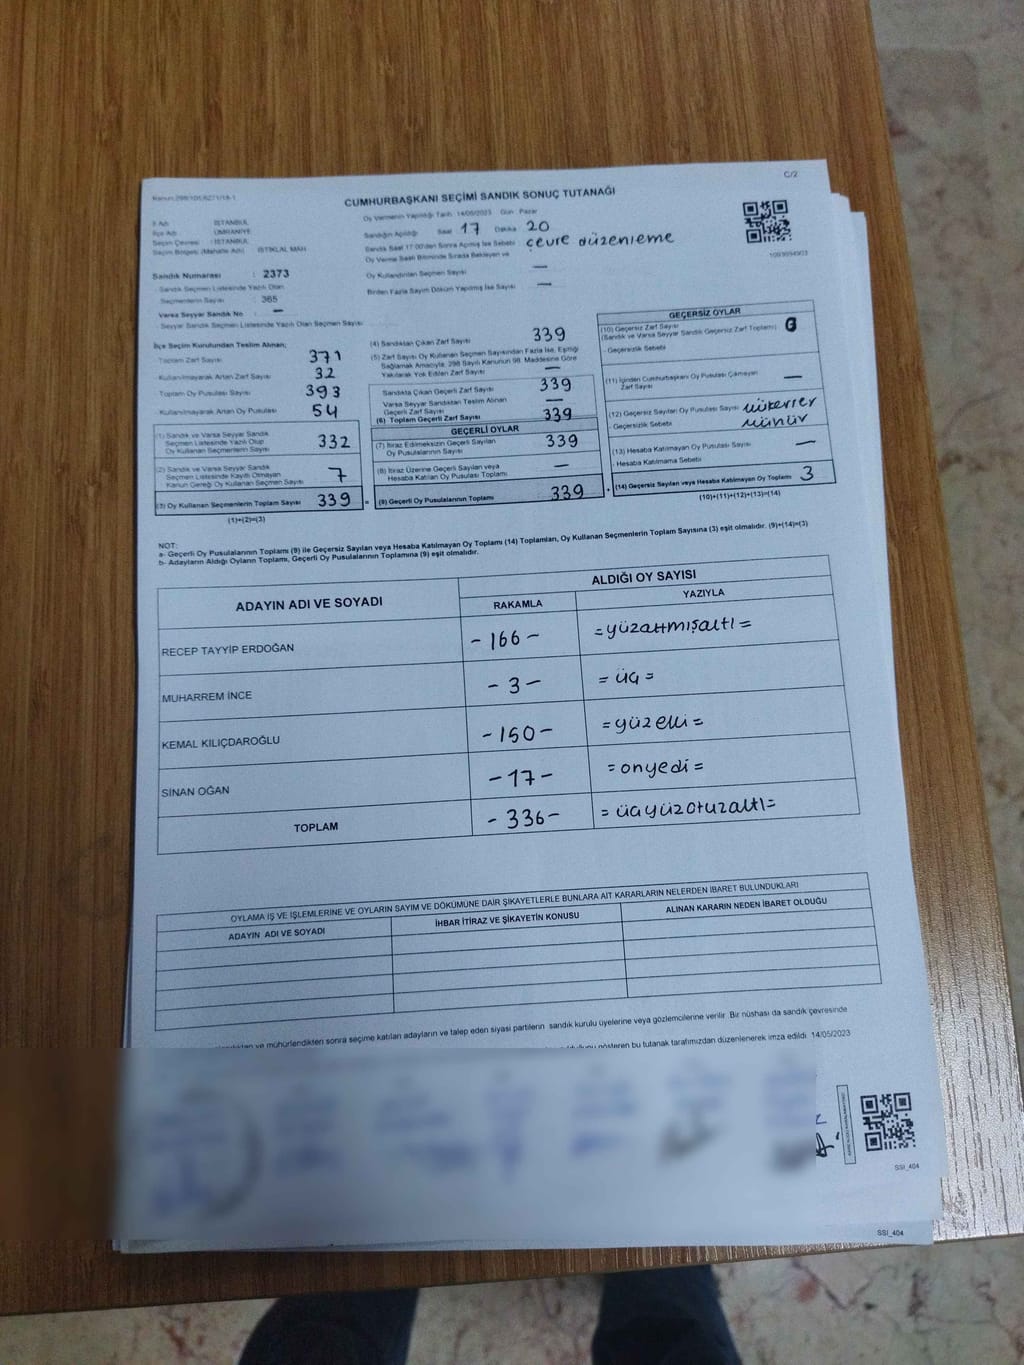 C/2
Kanun:298/101/6271/18-1
CUMHURBAŞKANI SEÇİMİ SANDIK SONUÇ TUTANAĞI
İl Adı : İSTANBUL
İlçe Adı : ÜMRANİYE
Seçim Çevresi : İSTANBUL
Seçim Bölgesi (Mahalle Adı) : İSTİKLAL MAH
Oy Vermenin Yapıldığı Tarih : 14/05/2023 Gün : Pazar
Sandığın Açıldığı Saat 17 Dakika 20
Sandık Saat 17:00'den Sonra Açılmış İse Sebebi çevre düzenleme
Oy Verme Saati Bitiminde Sırada Bekleyen ve
Oy Kullandırılan Seçmen Sayısı —
Birden Fazla Sayım Döküm Yapılmış İse Sayısı —
Sandık Numarası : 2373
- Sandık Seçmen Listesinde Yazılı Olan
Seçmenlerin Sayısı : 365
Varsa Seyyar Sandık No : —
- Seyyar Sandık Seçmen Listesinde Yazılı Olan Seçmen Sayısı
İlçe Seçim Kurulundan Teslim Alınan;
Toplam Zarf Sayısı 371
- Kullanılmayarak Artan Zarf Sayısı 32
Toplam Oy Pusulası Sayısı 393
- Kullanılmayarak Artan Oy Pusulası 54
(1) Sandık ve Varsa Seyyar Sandık
Seçmen Listesinde Yazılı Olup
Oy Kullanan Seçmenlerin Sayısı 332
(2) Sandık ve Varsa Seyyar Sandık
Seçmen Listesinde Kayıtlı Olmayan
Kanun Gereği Oy Kullanan Seçmen Sayısı 7
(3) Oy Kullanan Seçmenlerin Toplam Sayısı 339
(1)+(2)=(3)
(4) Sandıktan Çıkan Zarf Sayısı 339
(5) Zarf Sayısı Oy Kullanan Seçmen Sayısından Fazla İse, Eşitliği
Sağlamak Amacıyla, 298 Sayılı Kanunun 98. Maddesine Göre
Yakılarak Yok Edilen Zarf Sayısı —
Sandıkta Çıkan Geçerli Zarf Sayısı 339
Varsa Seyyar Sandıktan Teslim Alınan
Geçerli Zarf Sayısı —
(6) Toplam Geçerli Zarf Sayısı 339
GEÇERLİ OYLAR
(7) İtiraz Edilmeksizin Geçerli Sayılan
Oy Pusulalarının Sayısı 339
(8) İtiraz Üzerine Geçerli Sayılan veya
Hesaba Katılan Oy Pusulası Toplamı —
= (9) Geçerli Oy Pusulalarının Toplamı 339
GEÇERSİZ OYLAR
(10) Geçersiz Zarf Sayısı
(Sandık ve Varsa Seyyar Sandık Geçersiz Zarf Toplamı)
- Geçersizlik Sebebi
(11) İçinden Cumhurbaşkanı Oy Pusulası Çıkmayan
Zarf Sayısı —
(12) Geçersiz Sayılan Oy Pusulası Sayısı mükerrer
- Geçersizlik Sebebi mühür
(13) Hesaba Katılmayan Oy Pusulası Sayısı —
- Hesaba Katılmama Sebebi
+ (14) Geçersiz Sayılan veya Hesaba Katılmayan Oy Toplamı 3
(10)+(11)+(12)+(13)=(14)
NOT:
a- Geçerli Oy Pusulalarının Toplamı (9) ile Geçersiz Sayılan veya Hesaba Katılmayan Oy Toplamı (14) Toplamları, Oy Kullanan Seçmenlerin Toplam Sayısına (3) eşit olmalıdır. (9)+(14)=(3)
b- Adayların Aldığı Oyların Toplamı, Geçerli Oy Pusulalarının Toplamına (9) eşit olmalıdır.
ADAYIN ADI VE SOYADI ALDIĞI OY SAYISI
RAKAMLA YAZIYLA
RECEP TAYYİP ERDOĞAN -166- =yüzaltmışaltı=
MUHARREM İNCE -3- =üç=
KEMAL KILIÇDAROĞLU -150- =yüzelli=
SİNAN OĞAN -17- =onyedi=
TOPLAM -336- =üçyüzotuzaltı=
OYLAMA İŞ VE İŞLEMLERİNE VE OYLARIN SAYIM VE DÖKÜMÜNE DAİR ŞİKAYETLERLE BUNLARA AİT KARARLARIN NELERDEN İBARET BULUNDUKLARI
ADAYIN ADI VE SOYADI İHBAR İTİRAZ VE ŞİKAYETİN KONUSU ALINAN KARARIN NEDEN İBARET OLDUĞU
ve mühürlendikten sonra seçime katılan adayların ve talep eden siyasi partilerin sandık kurulu üyelerine veya gözlemcilerine verilir. Bir nüshası da sandık çevresinde
gösteren bu tutanak tarafımızdan düzenlenerek imza edildi. 14/05/2023
SSI_404
SSI_404